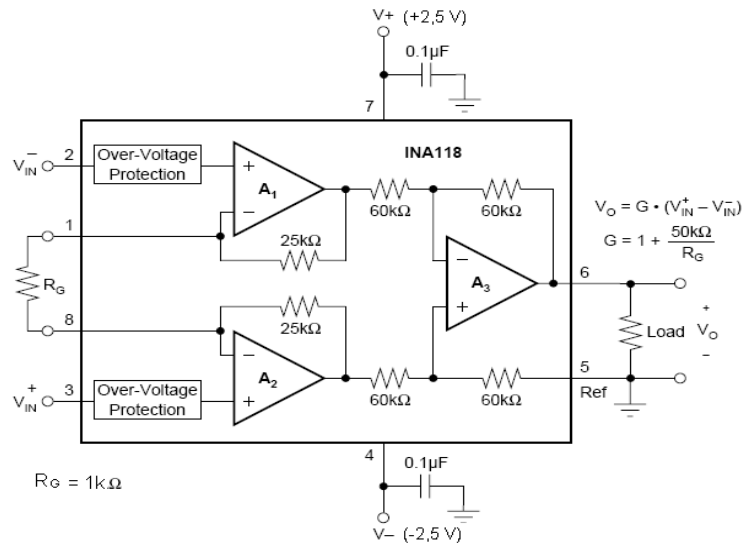 V+ (+2,5 V)
0.1µF
7
INA118
2
V⁻IN
Over-Voltage
Protection
+
A1
−
1
25kΩ
60kΩ
60kΩ
RG
−
A3
+
6
VO = G • (V⁺IN − V⁻IN)
G = 1 + 50kΩ
RG
Load
+
VO
−
8
25kΩ
−
A2
+
3
V⁺IN
Over-Voltage
Protection
60kΩ
60kΩ
5
Ref
4
0.1µF
RG = 1kΩ
V– (-2,5 V)